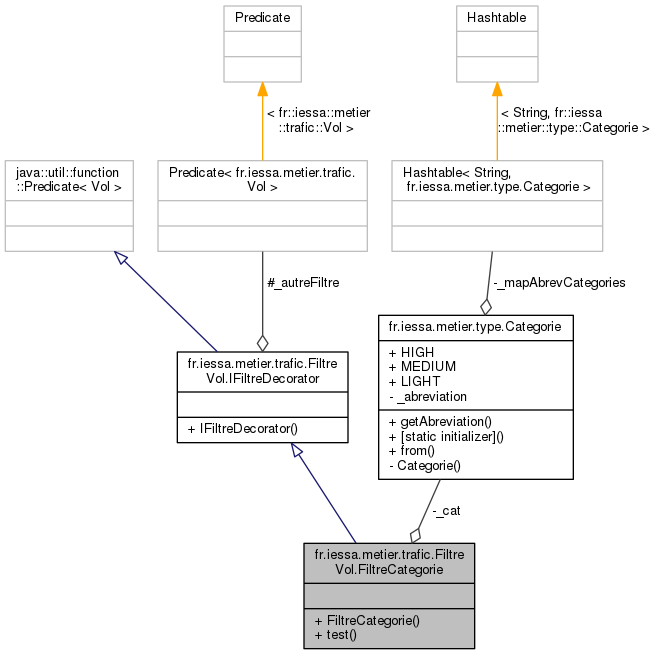 Predicate
Hashtable
< fr::iessa::metier
::trafic::Vol >
< String, fr::iessa
::metier::type::Categorie >
java::util::function
::Predicate< Vol >
Predicate< fr.iessa.metier.trafic.
Vol >
Hashtable< String,
fr.iessa.metier.type.Categorie >
#_autreFiltre
-_mapAbrevCategories
fr.iessa.metier.trafic.Filtre
Vol.IFiltreDecorator
+ IFiltreDecorator()
fr.iessa.metier.type.Categorie
+ HIGH
+ MEDIUM
+ LIGHT
- _abreviation
+ getAbreviation()
+ [static initializer]()
+ from()
- Categorie()
-_cat
fr.iessa.metier.trafic.Filtre
Vol.FiltreCategorie
+ FiltreCategorie()
+ test()